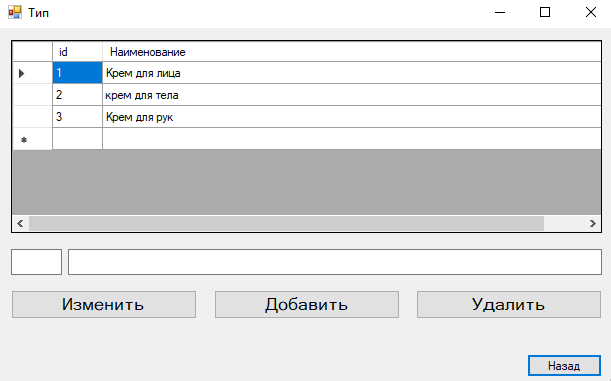 Тип
id Наименование
1 Крем для лица
2 крем для тела
3 Крем для рук
Изменить Добавить Удалить
Назад